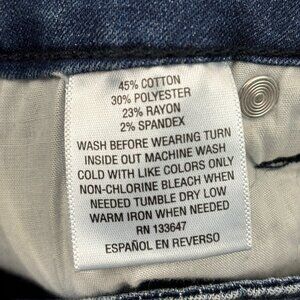 45% COTTON
30% POLYESTER
23% RAYON
2% SPANDEX
WASH BEFORE WEARING TURN
INSIDE OUT MACHINE WASH
COLD WITH LIKE COLORS ONLY
NON-CHLORINE BLEACH WHEN
NEEDED TUMBLE DRY LOW
WARM IRON WHEN NEEDED
RN 133647
ESPAÑOL EN REVERSO